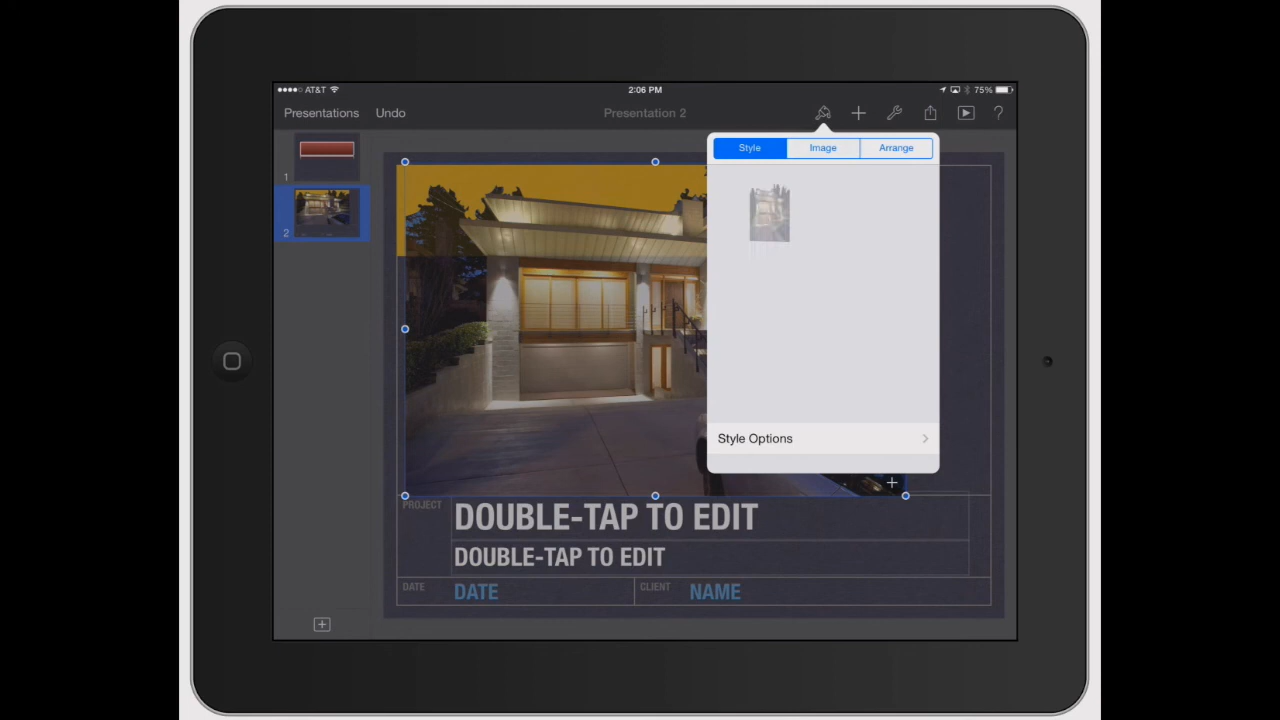 AT&T 2:06 PM 75%
Presentations Undo Presentation 2 ?
Style Image Arrange
1
2
Style Options
PROJECT DOUBLE-TAP TO EDIT
DOUBLE-TAP TO EDIT
DATE DATE CLIENT NAME